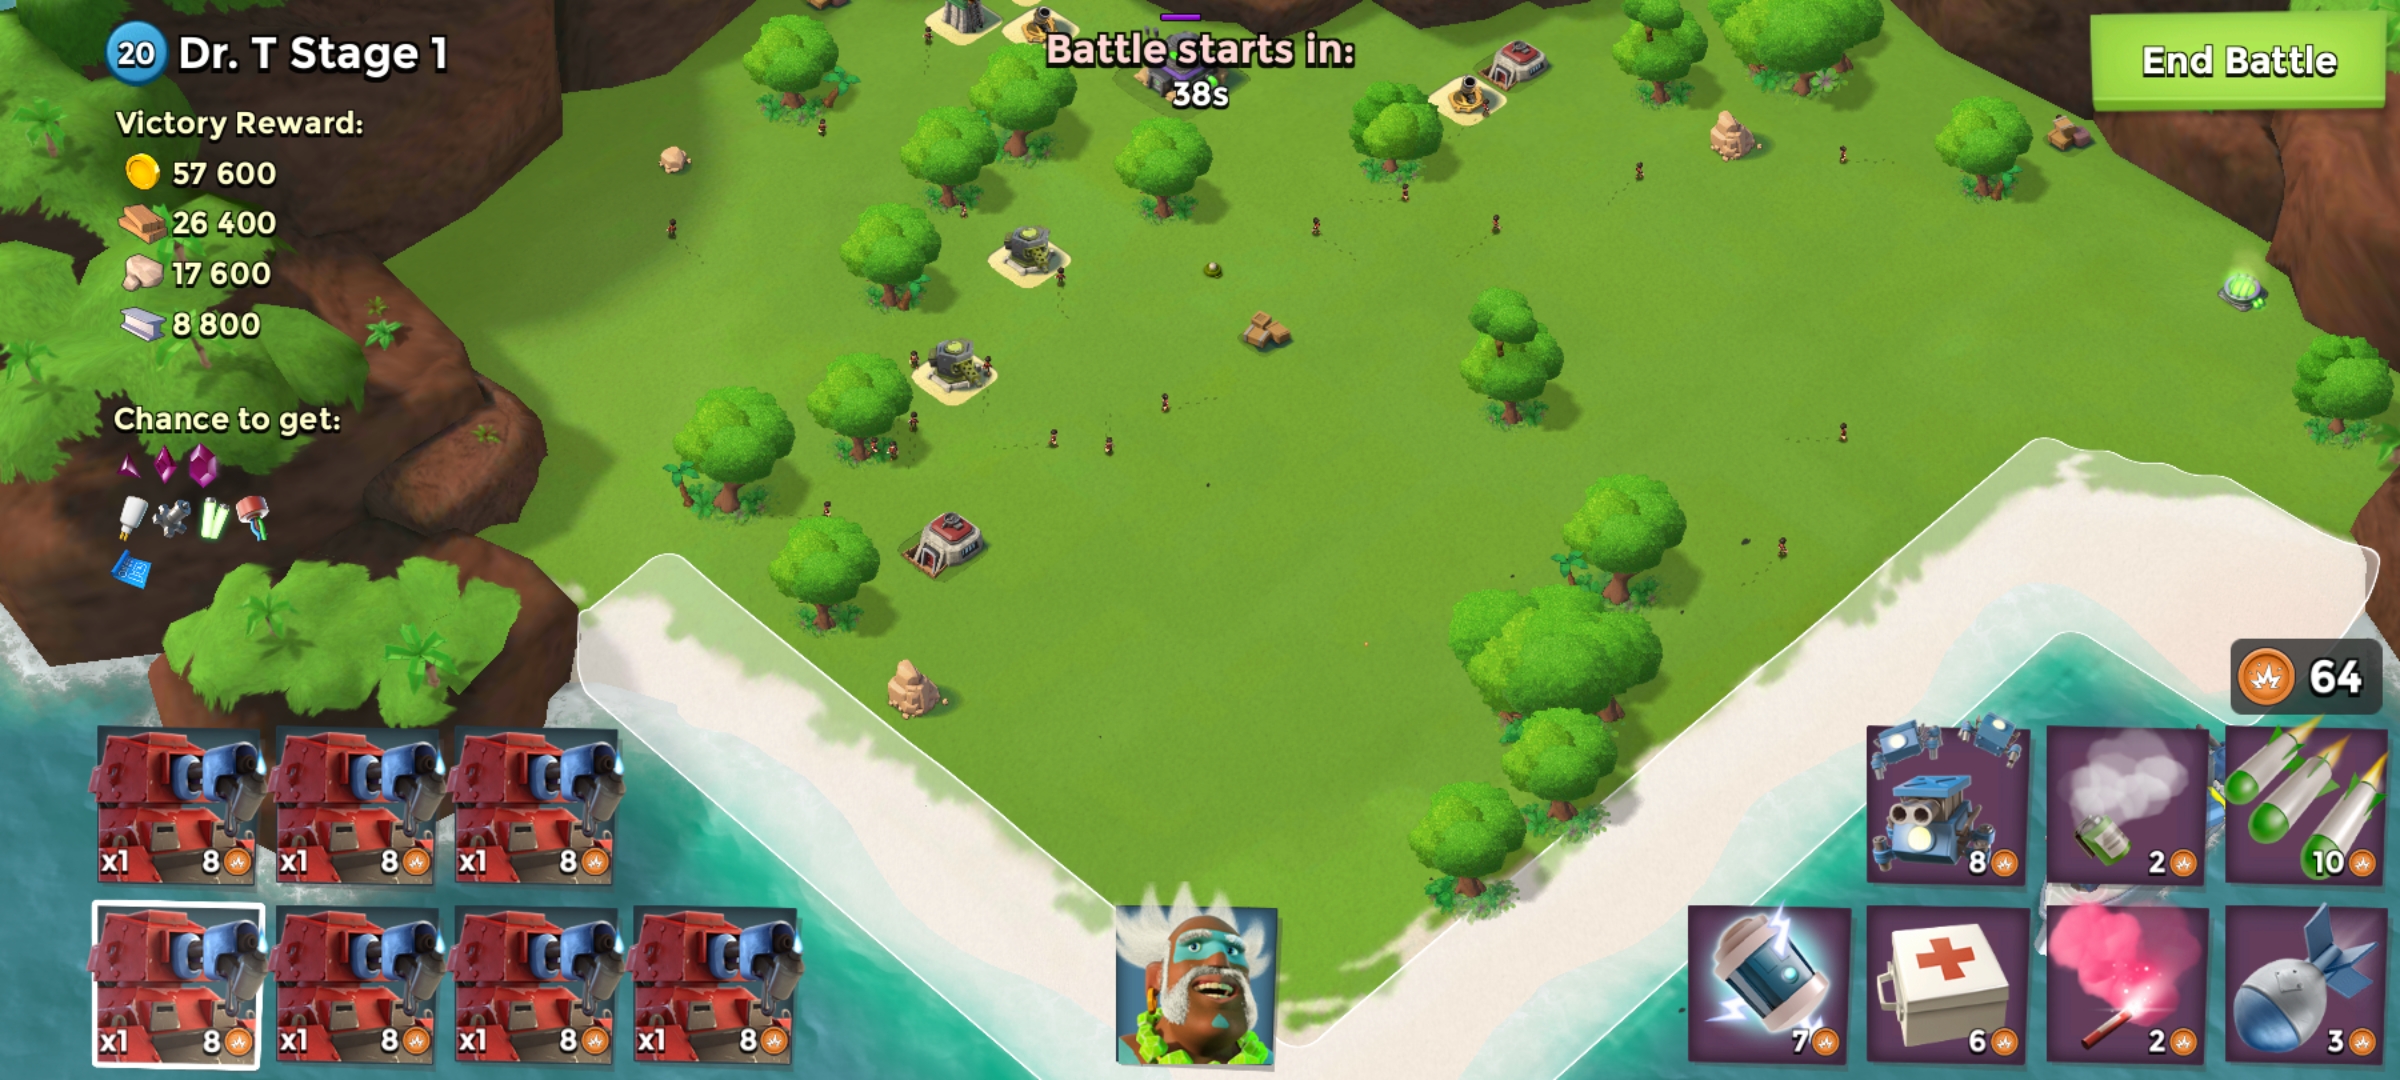 20 Dr. T Stage 1
Battle starts in:
38s
End Battle
Victory Reward:
57 600
26 400
17 600
8 800
Chance to get:
64
x1 8
x1 8
x1 8
8
2
10
x1 8
x1 8
x1 8
x1 8
7
6
2
3